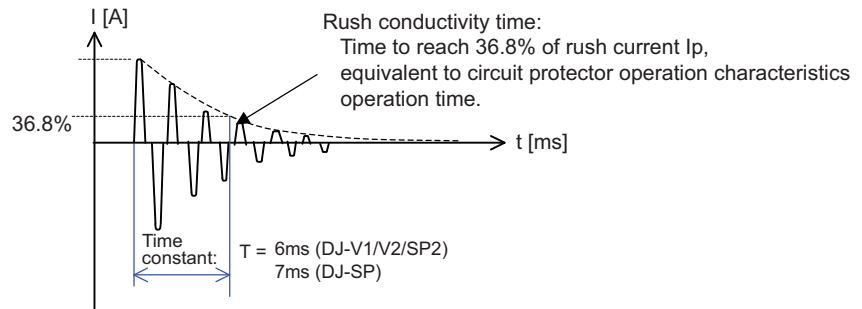 I [A]
Rush conductivity time:
Time to reach 36.8% of rush current Ip,
equivalent to circuit protector operation characteristics
operation time.
36.8%
t [ms]
Time
constant:
T = 6ms (DJ-V1/V2/SP2)
7ms (DJ-SP)